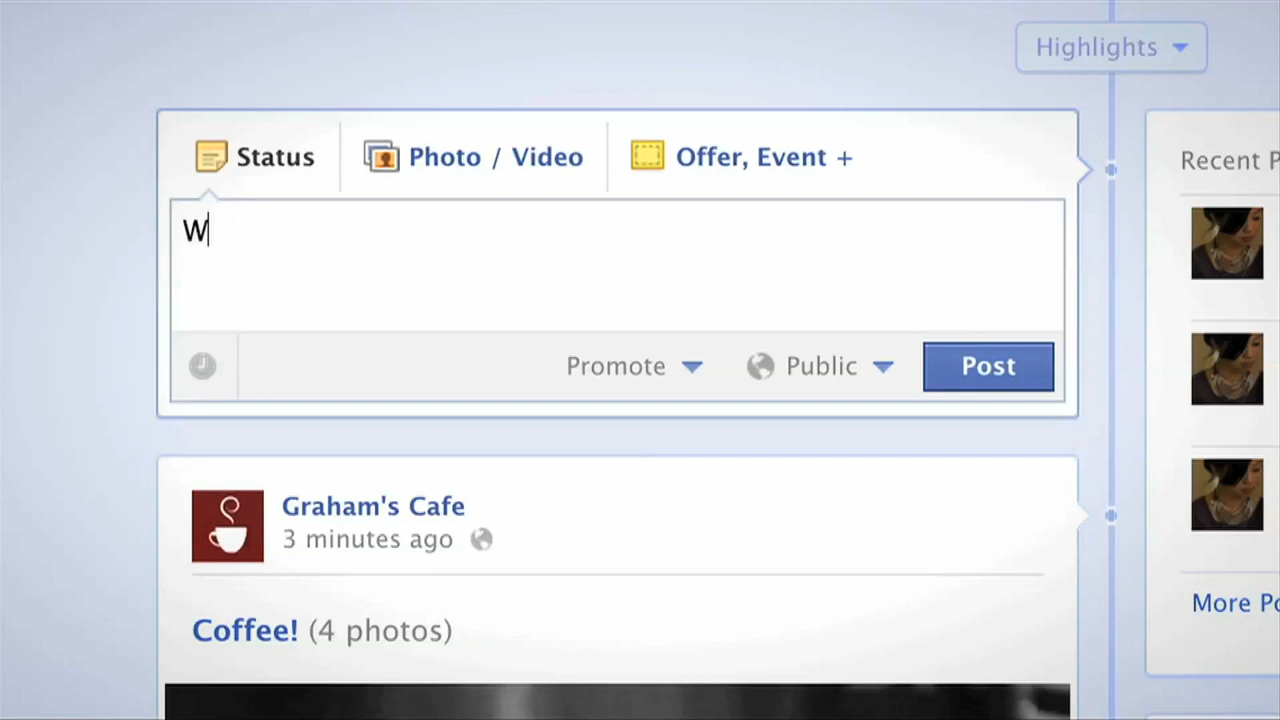 Highlights
Status
Photo / Video
Offer, Event +
W
Promote
Public
Post
Recent P
Graham's Cafe
3 minutes ago
Coffee! (4 photos)
More Po